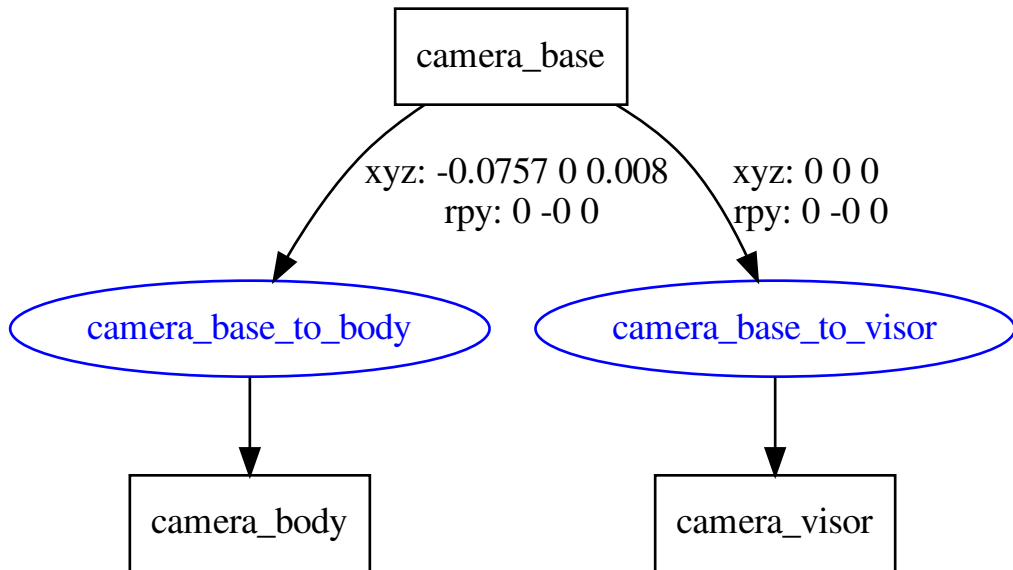 camera_base
xyz: -0.0757 0 0.008
rpy: 0 -0 0
xyz: 0 0 0
rpy: 0 -0 0
camera_base_to_body
camera_base_to_visor
camera_body
camera_visor